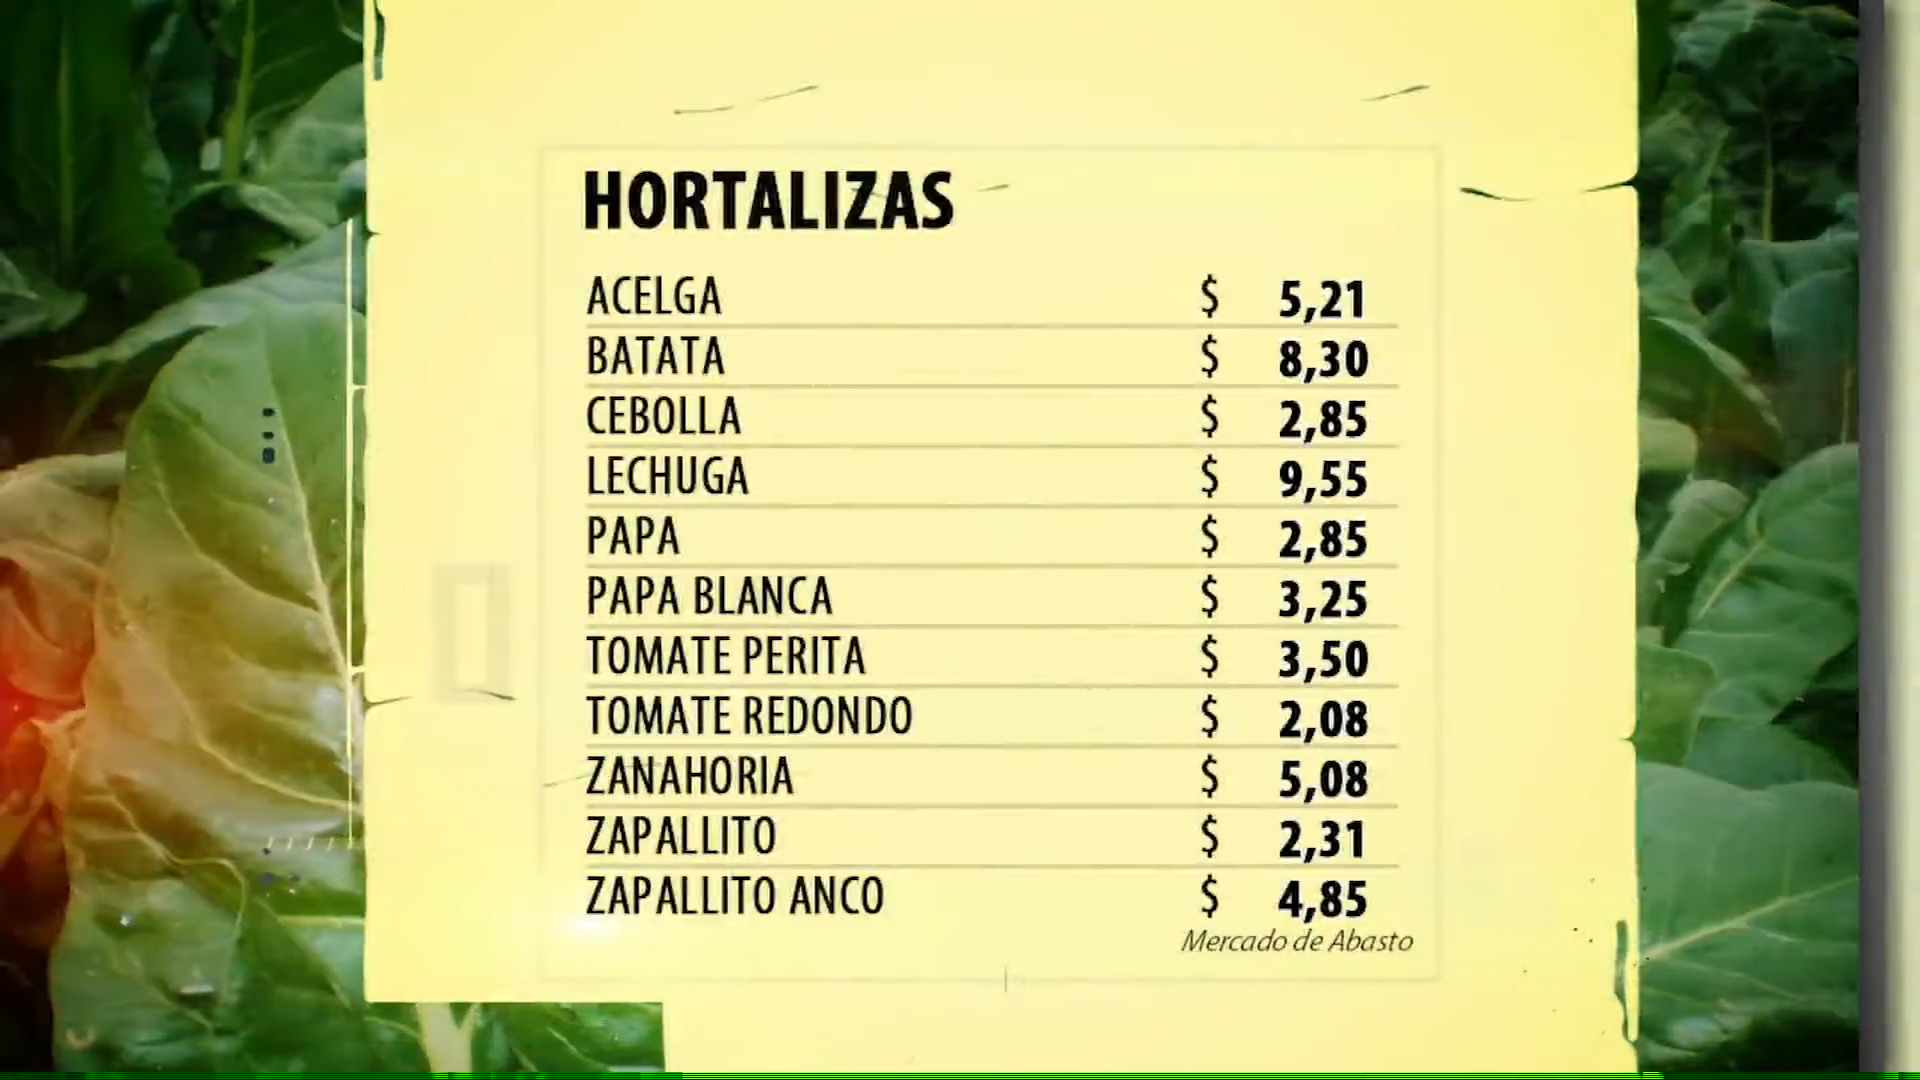 HORTALIZAS
ACELGA $ 5,21
BATATA $ 8,30
CEBOLLA $ 2,85
LECHUGA $ 9,55
PAPA $ 2,85
PAPA BLANCA $ 3,25
TOMATE PERITA $ 3,50
TOMATE REDONDO $ 2,08
ZANAHORIA $ 5,08
ZAPALLITO $ 2,31
ZAPALLITO ANCO $ 4,85
Mercado de Abasto